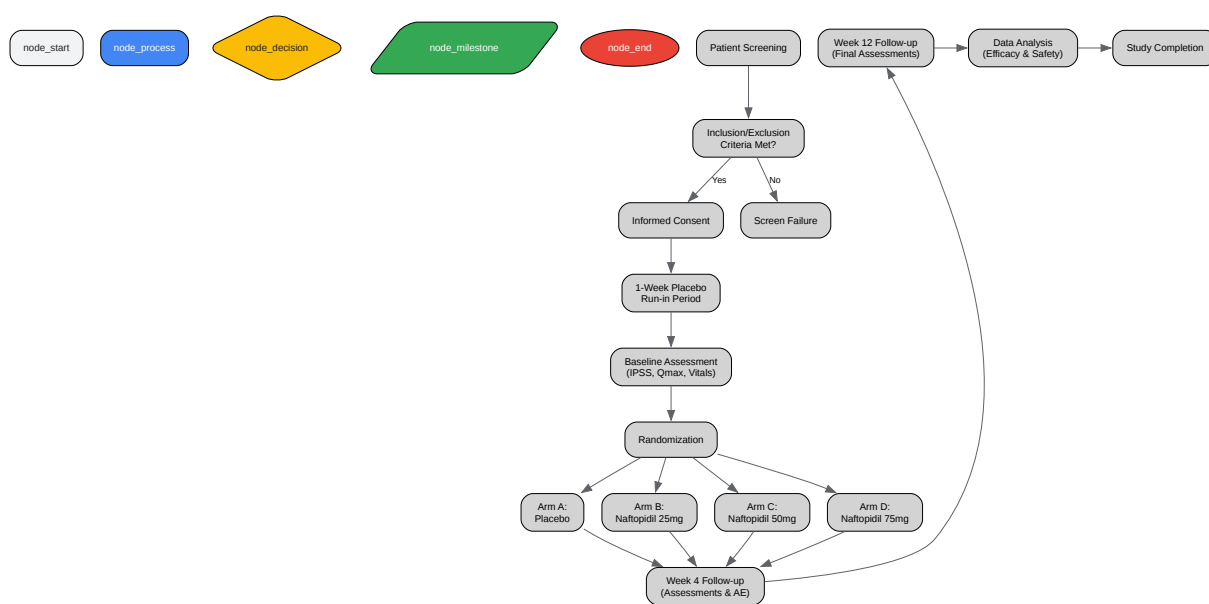 node_start
node_process
node_decision
node_milestone
node_end
Patient Screening
Week 12 Follow-up
(Final Assessments)
Data Analysis
(Efficacy & Safety)
Study Completion
Inclusion/Exclusion
Criteria Met?
Yes
No
Informed Consent
Screen Failure
1-Week Placebo
Run-in Period
Baseline Assessment
(IPSS, Qmax, Vitals)
Randomization
Arm A:
Placebo
Arm B:
Naftopidil 25mg
Arm C:
Naftopidil 50mg
Arm D:
Naftopidil 75mg
Week 4 Follow-up
(Assessments & AE)